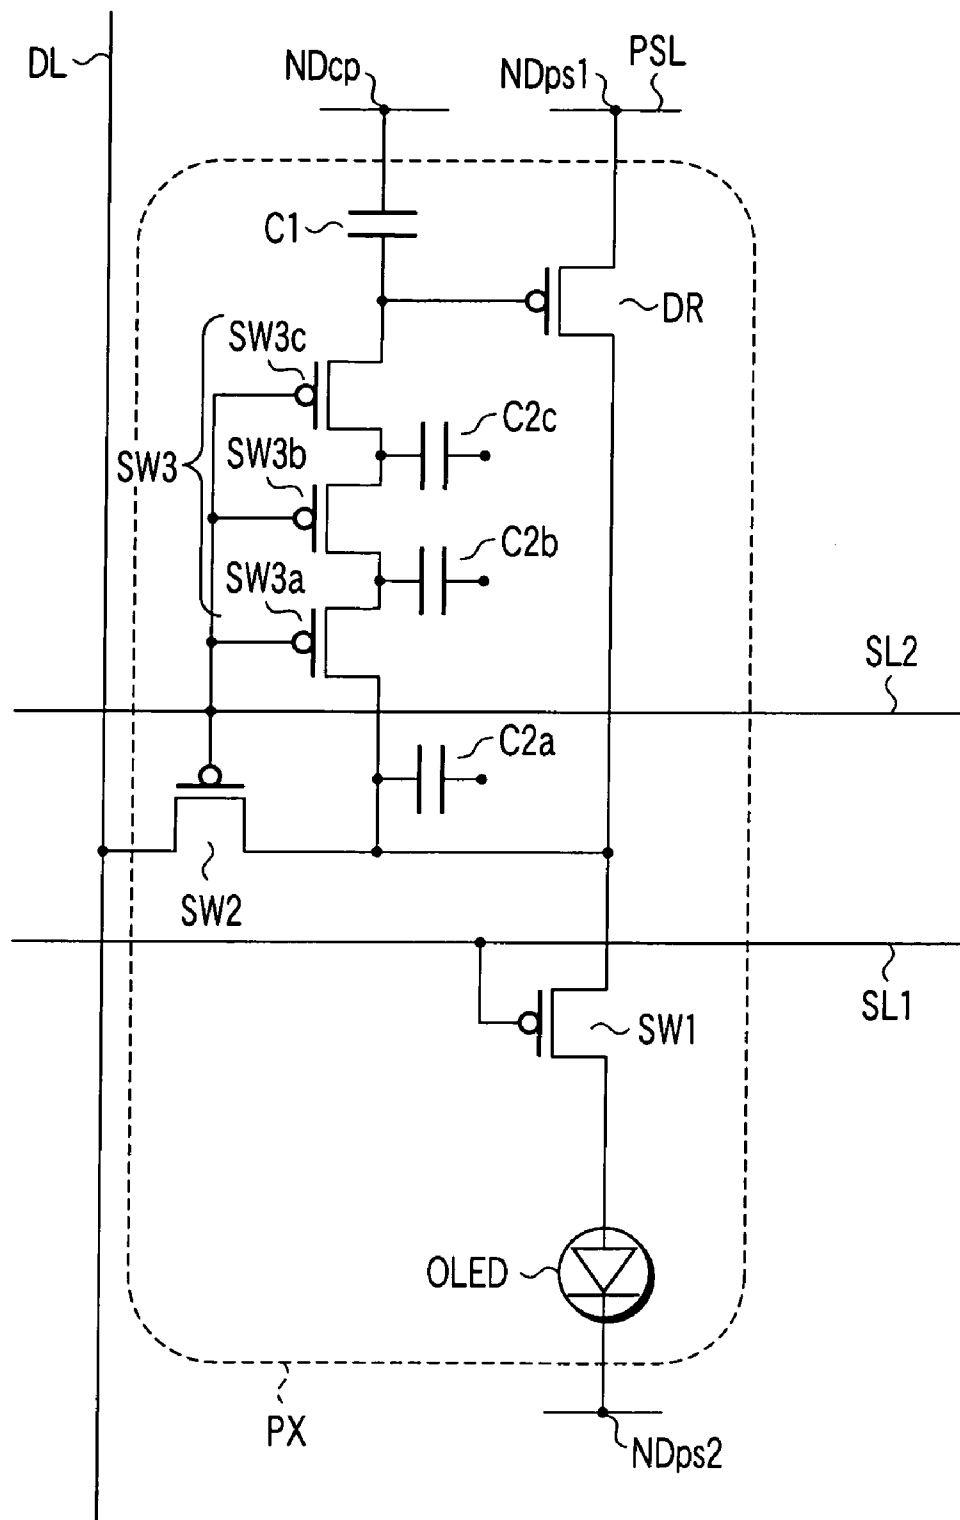 DL
NDcp
NDps1
PSL
C1
DR
SW3c
C2c
SW3b
SW3
C2b
SW3a
SL2
C2a
SW2
SL1
SW1
OLED
PX
NDps2